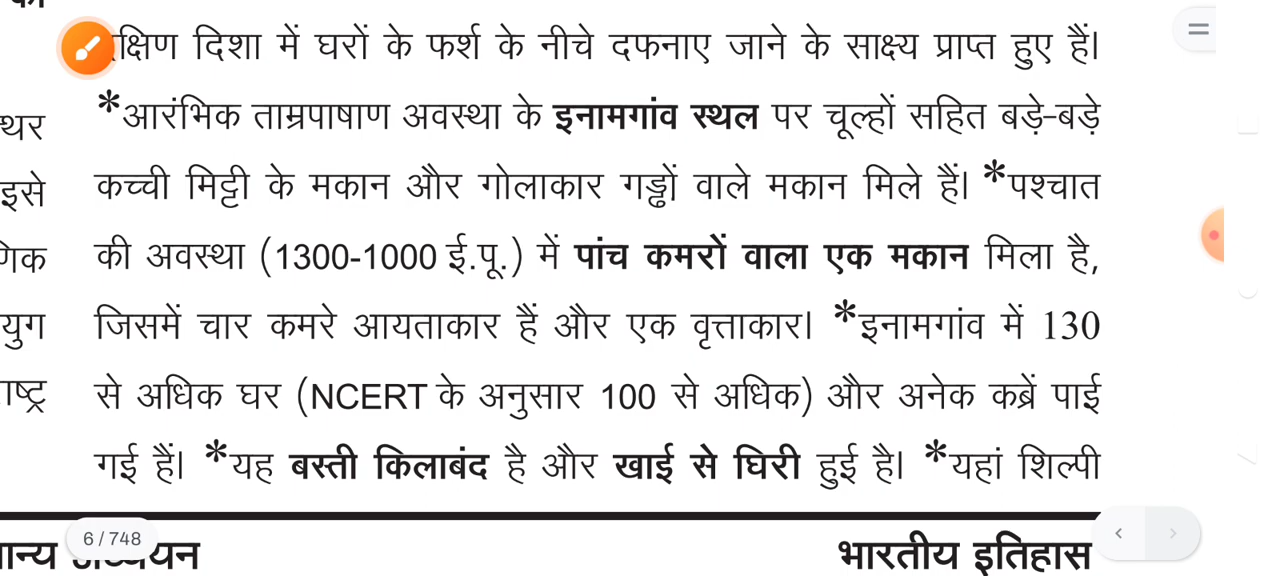 क्षिण दिशा में घरों के फर्श के नीचे दफनाए जाने के साक्ष्य प्राप्त हुए हैं।
*आरंभिक ताम्रपाषाण अवस्था के इनामगांव स्थल पर चूल्हों सहित बड़े-बड़े
कच्ची मिट्टी के मकान और गोलाकार गड्ढों वाले मकान मिले हैं। *पश्चात
की अवस्था (1300-1000 ई.पू.) में पांच कमरों वाला एक मकान मिला है,
जिसमें चार कमरे आयताकार हैं और एक वृत्ताकार। *इनामगांव में 130
से अधिक घर (NCERT के अनुसार 100 से अधिक) और अनेक कब्रें पाई
गई हैं। *यह बस्ती किलाबंद है और खाई से घिरी हुई है। *यहां शिल्पी
थर
इसे
युग
6 / 748
भारतीय इतिहास